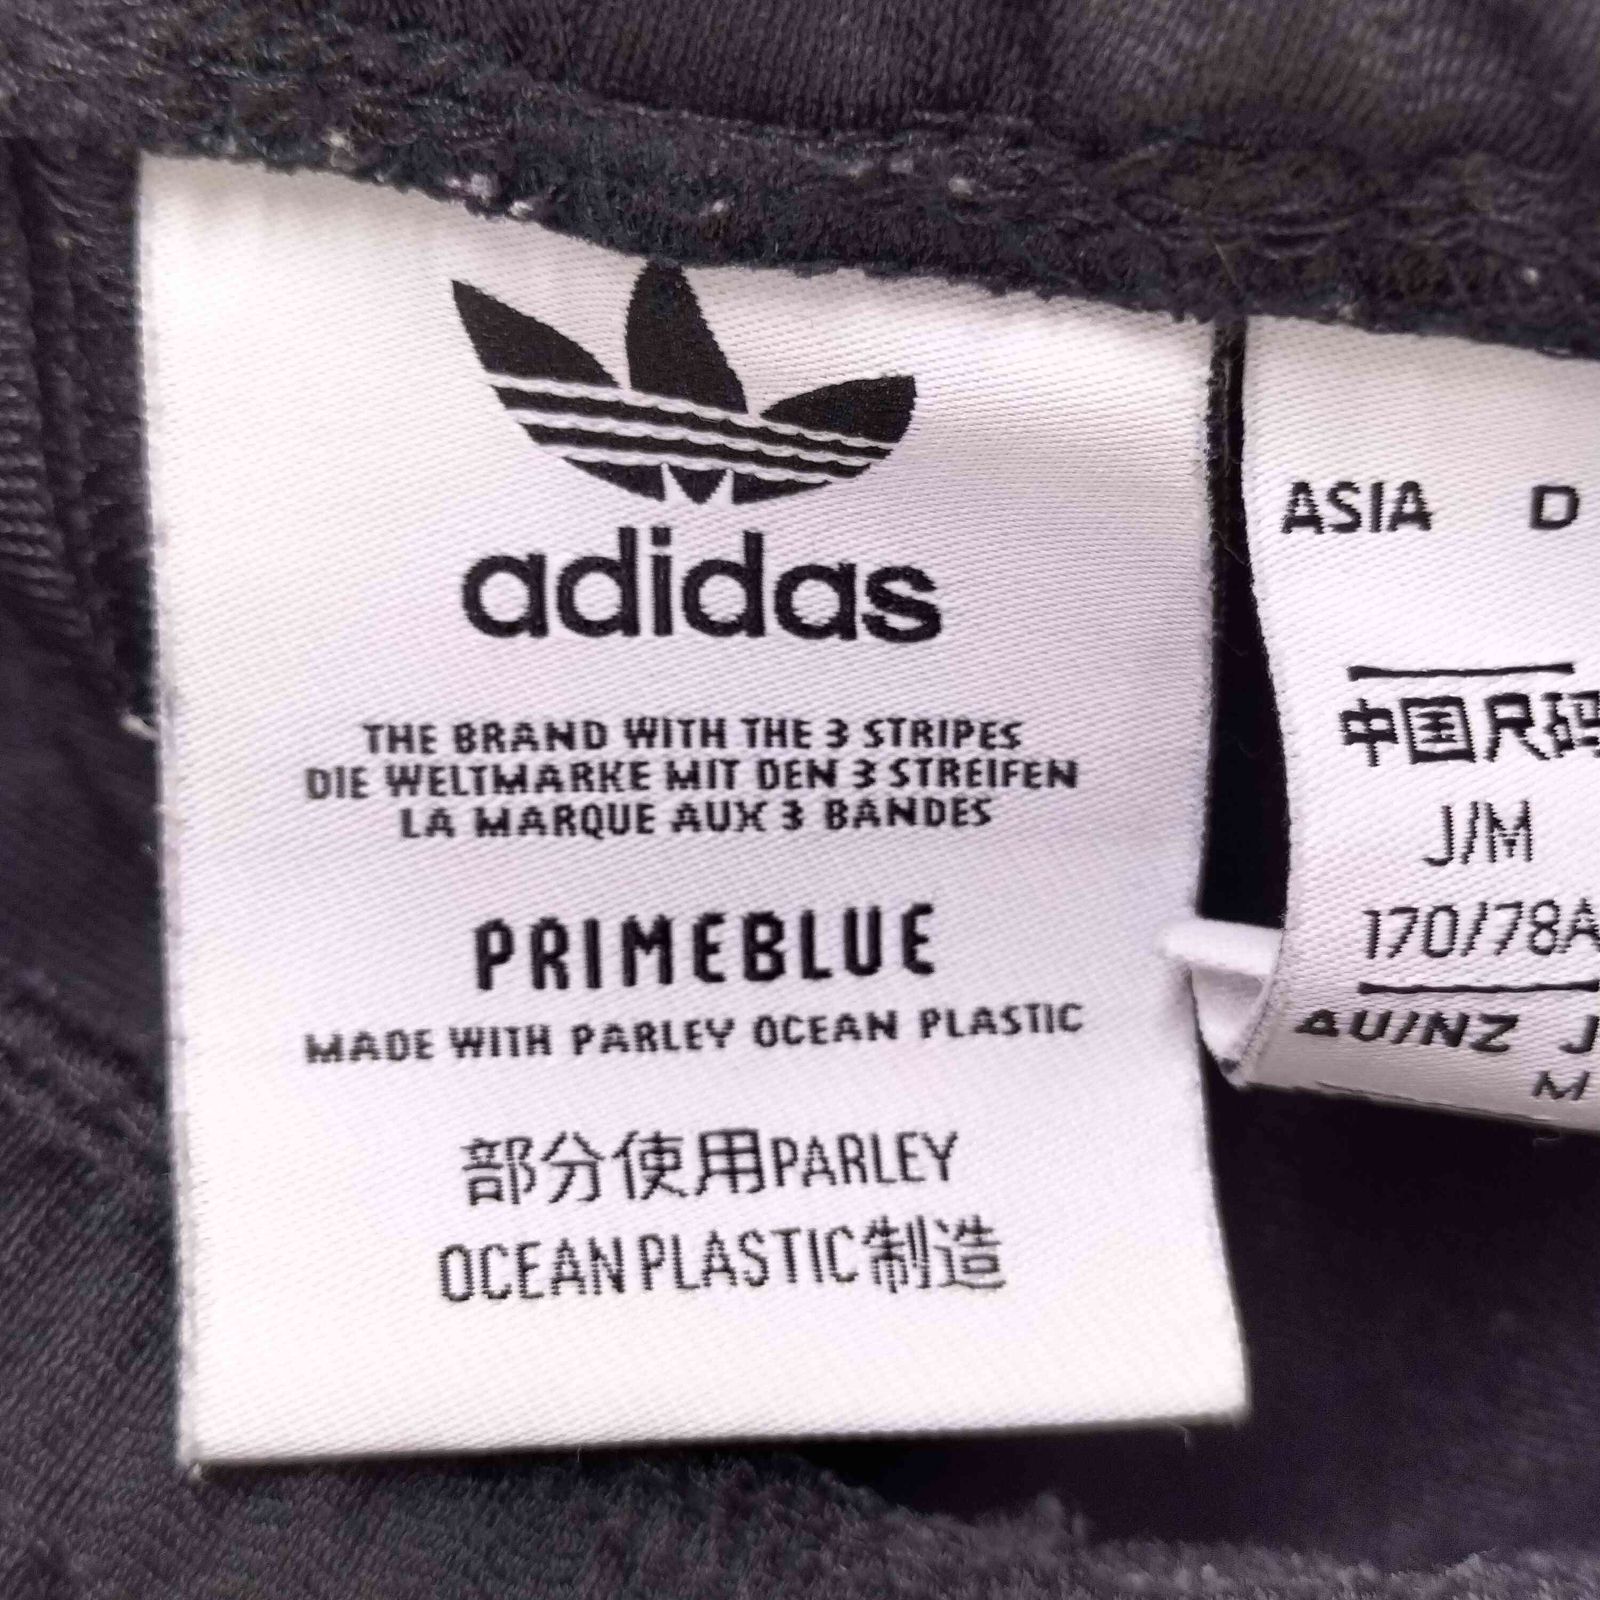 adidas
THE BRAND WITH THE 3 STRIPES
DIE WELTMARKE MIT DEN 3 STREIFEN
LA MARQUE AUX 3 BANDES
PRIMEBLUE
MADE WITH PARLEY OCEAN PLASTIC
部分使用PARLEY
OCEAN PLASTIC制造
ASIA D
中国尺码
J/M
170/78A
AU/NZ J
M